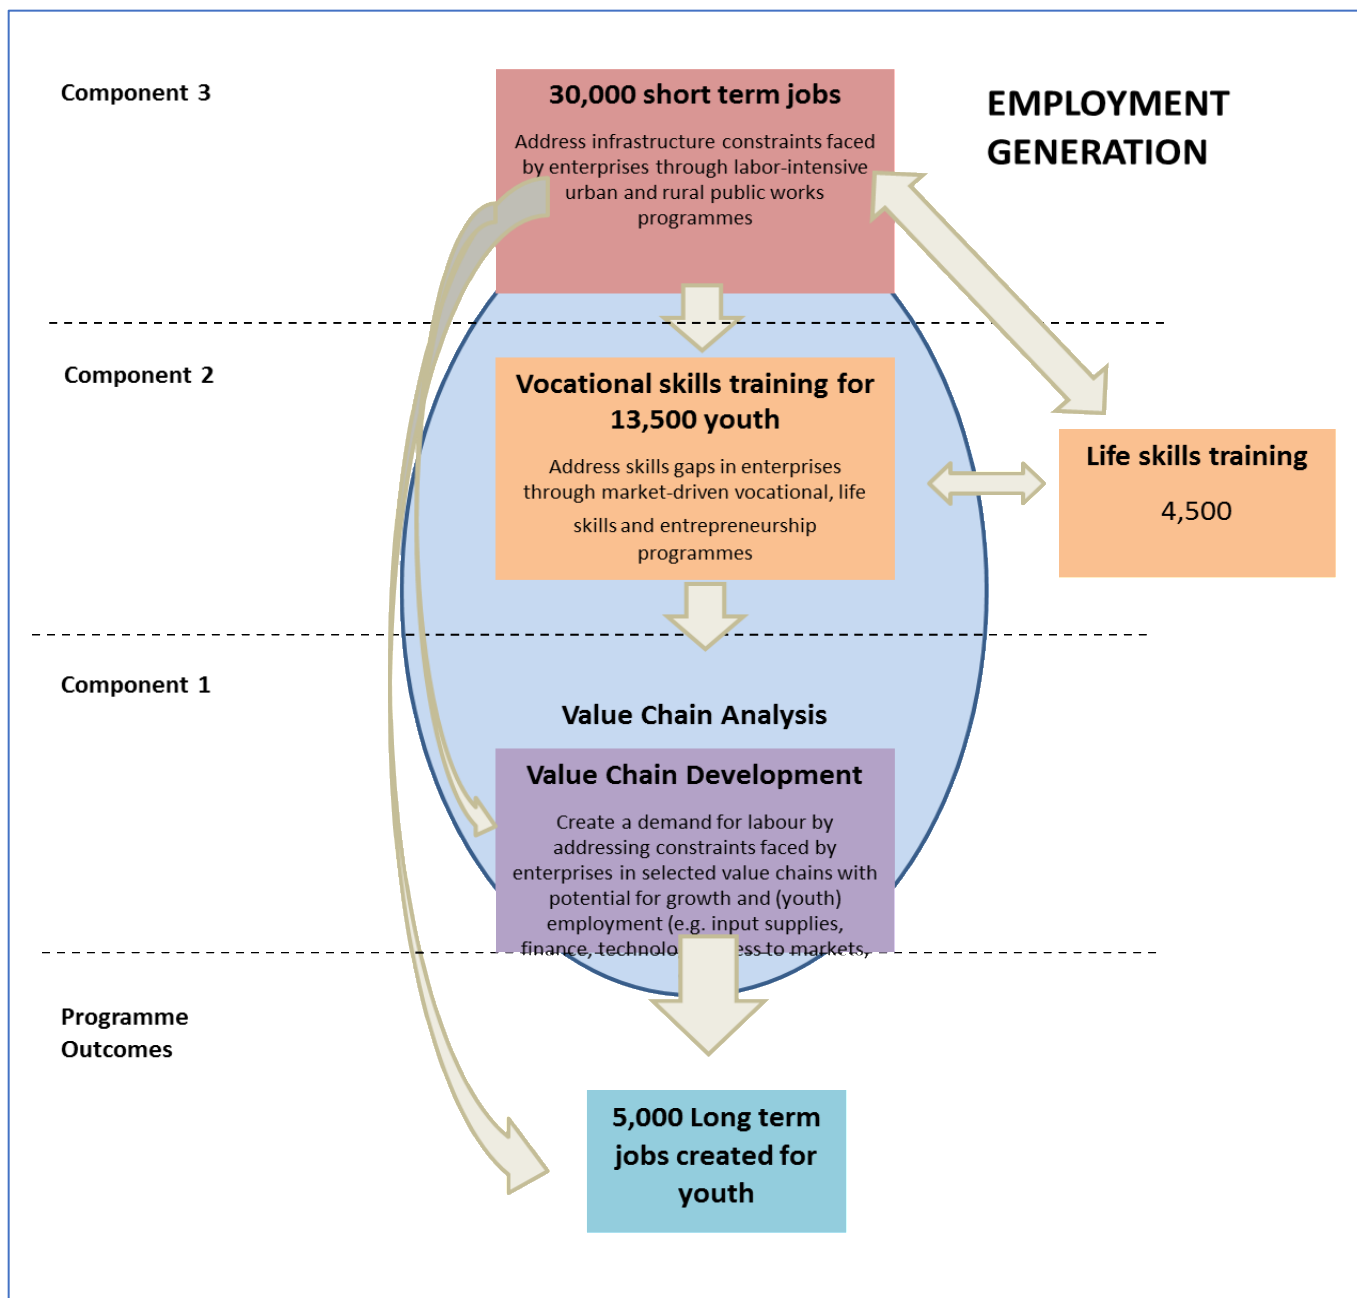 Component 3
30,000 short term jobs
Address infrastructure constraints faced
by enterprises through labor-intensive
urban and rural public works
programmes
EMPLOYMENT
GENERATION
Component 2
Vocational skills training for
13,500 youth
Address skills gaps in enterprises
through market-driven vocational, life
skills and entrepreneurship
programmes
Life skills training
4,500
Component 1
Value Chain Analysis
Value Chain Development
Create a demand for labour by
addressing constraints faced by
enterprises in selected value chains with
potential for growth and (youth)
employment (e.g. input supplies,
finance, to markets,
Programme
Outcomes
5,000 Long term
jobs created for
youth